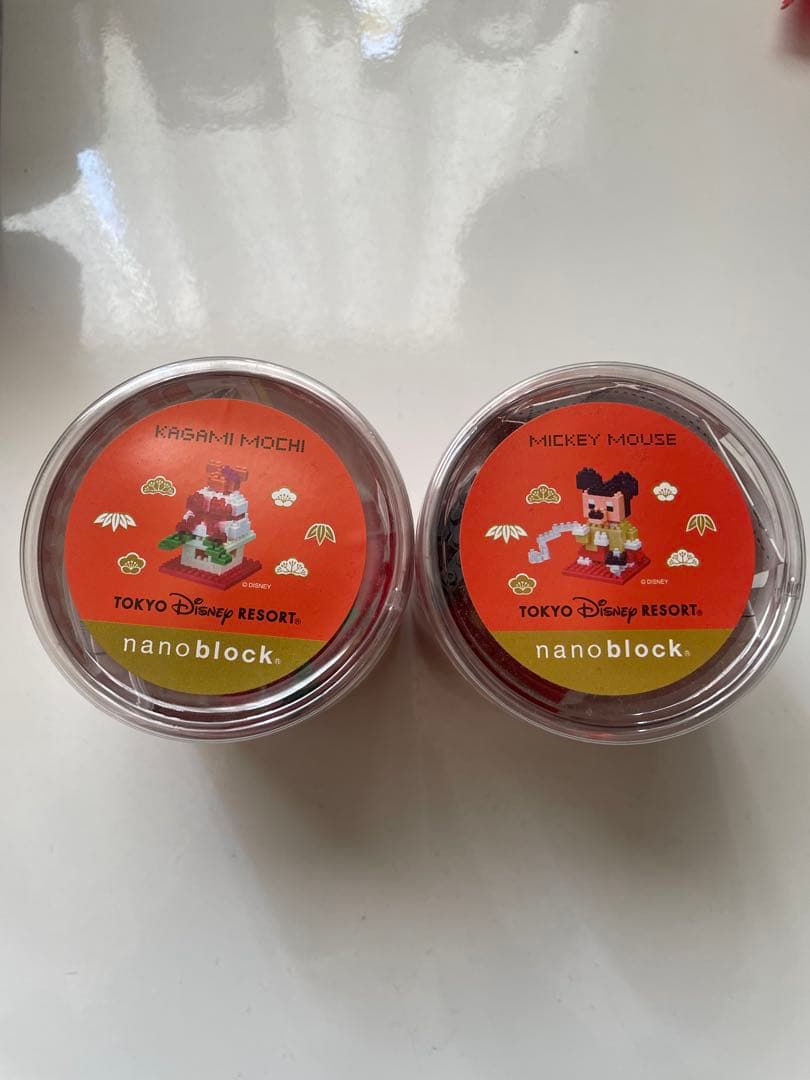 KAGAMI MOCHI
© DISNEY
TOKYO Disney RESORT®
nanoblock®
MICKEY MOUSE
© DISNEY
TOKYO Disney RESORT®
nanoblock®